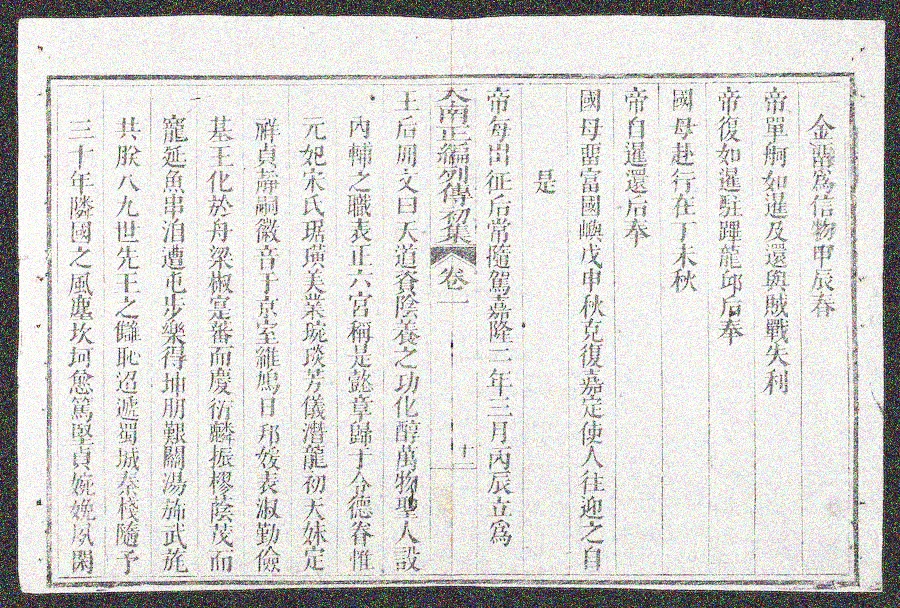 金留為信物甲辰春
帝單舸如暹及還與賊戰失利
帝復如暹駐蹕龍邱后奉
國母赴行在丁未秋
帝自暹還后奉
國母留富國嶼戊申秋克復嘉定使人往迎之自
是
帝每出征后常隨駕嘉隆二年三月丙辰立為
大南正編列傳初集 卷一 十二
王后冊文曰天道資陰養之功化醇萬物聖人設
內輔之職表正六宮稱是懿章歸于令德眷惟
元妃宋氏琚璜美業琬琰芳儀潛龍初大妹定
祥貞靜嗣徽音于京室維鳩日邦媛表淑勤儉
基王化於舟梁椒寔蕃而慶衍麟振樛蔭茂而
寵延魚串洎遭屯步樂得坤朋艱關湯旆武旄
共脫八九世先王之讎恥迢遞蜀城秦棧隨予
三十年隣國之風塵坎坷愈篤堅貞婉娩夙閑